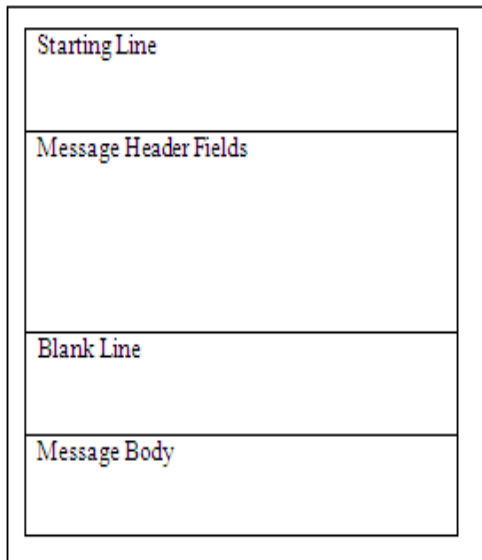 Starting Line
Message Header Fields
Blank Line
Message Body